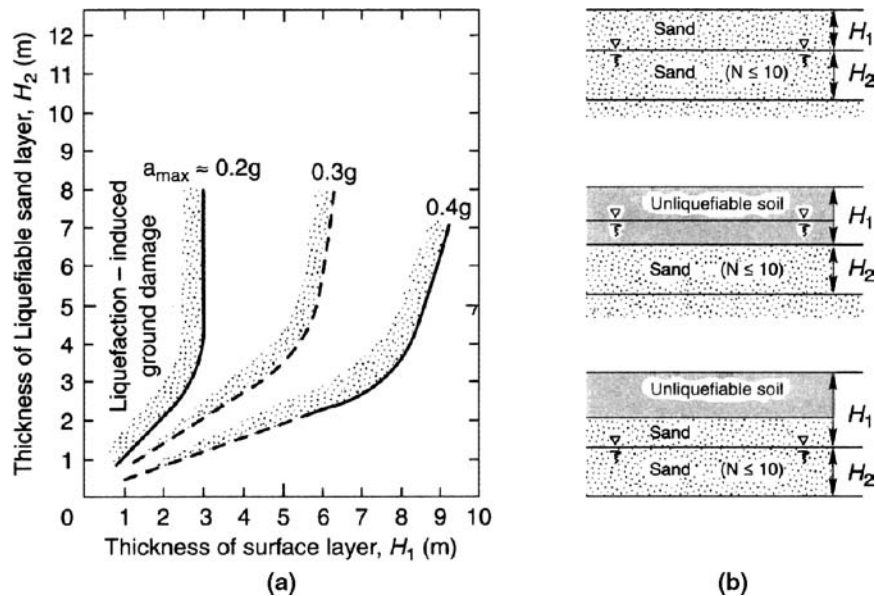 12
11
10
9
8
7
6
5
4
3
2
1
0
Thickness of Liquefiable sand layer, H₂ (m)
Liquefaction – induced
ground damage
a_max ≈ 0.2g
0.3g
0.4g
7
1 2 3 4 5 6 7 8 9 10
Thickness of surface layer, H₁ (m)
(a)
Sand
H₁
Sand (N ≤ 10)
H₂
Unliquefiable soil
H₁
Sand (N ≤ 10)
H₂
Unliquefiable soil
H₁
Sand
Sand (N ≤ 10)
H₂
(b)